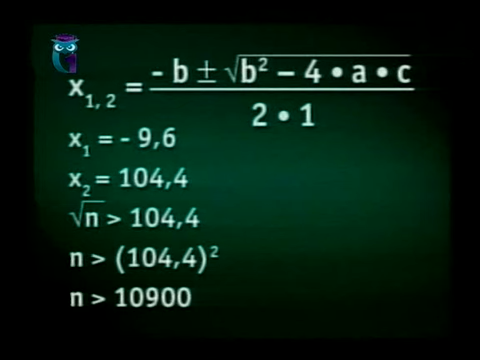 x₁, ₂ = (- b ± √(b² – 4 • a • c)) / (2 • 1)
x₁ = - 9,6
x₂ = 104,4
√n > 104,4
n > (104,4)²
n > 10900